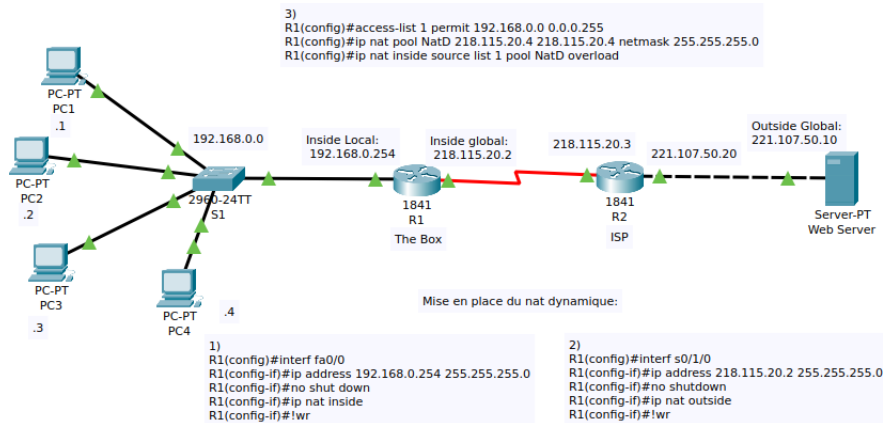 3)
R1(config)#access-list 1 permit 192.168.0.0 0.0.0.255
R1(config)#ip nat pool NatD 218.115.20.4 218.115.20.4 netmask 255.255.255.0
R1(config)#ip nat inside source list 1 pool NatD overload
PC-PT
PC1
.1
192.168.0.0
Inside Local:
192.168.0.254
Inside global:
218.115.20.2
218.115.20.3
221.107.50.20
Outside Global:
221.107.50.10
PC-PT
PC2
.2
2960-24TT
S1
1841
R1
The Box
1841
R2
ISP
Server-PT
Web Server
PC-PT
PC3
.3
PC-PT
PC4
.4
Mise en place du nat dynamique:
1)
R1(config)#interf fa0/0
R1(config-if)#ip address 192.168.0.254 255.255.255.0
R1(config-if)#no shut down
R1(config-if)#ip nat inside
R1(config-if)#!wr
2)
R1(config)#interf s0/1/0
R1(config-if)#ip address 218.115.20.2 255.255.255.0
R1(config-if)#no shutdown
R1(config-if)#ip nat outside
R1(config-if)#!wr